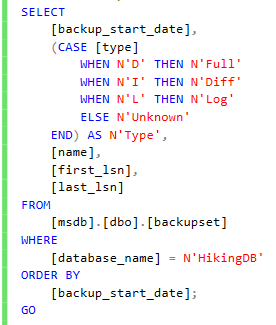 SELECT
[backup_start_date],
(CASE [type]
WHEN N'D' THEN N'Full'
WHEN N'I' THEN N'Diff'
WHEN N'L' THEN N'Log'
ELSE N'Unknown'
END) AS N'Type',
[name],
[first_lsn],
[last_lsn]
FROM
[msdb].[dbo].[backupset]
WHERE
[database_name] = N'HikingDB'
ORDER BY
[backup_start_date];
GO